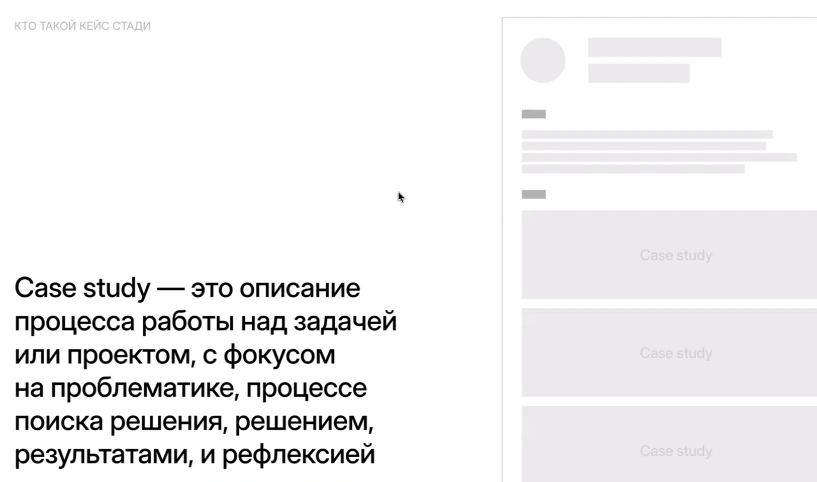 КТО ТАКОЙ КЕЙС СТАДИ
Case study — это описание
процесса работы над задачей
или проектом, с фокусом
на проблематике, процессе
поиска решения, решением,
результатами, и рефлексией
Case study
Case study
Case study